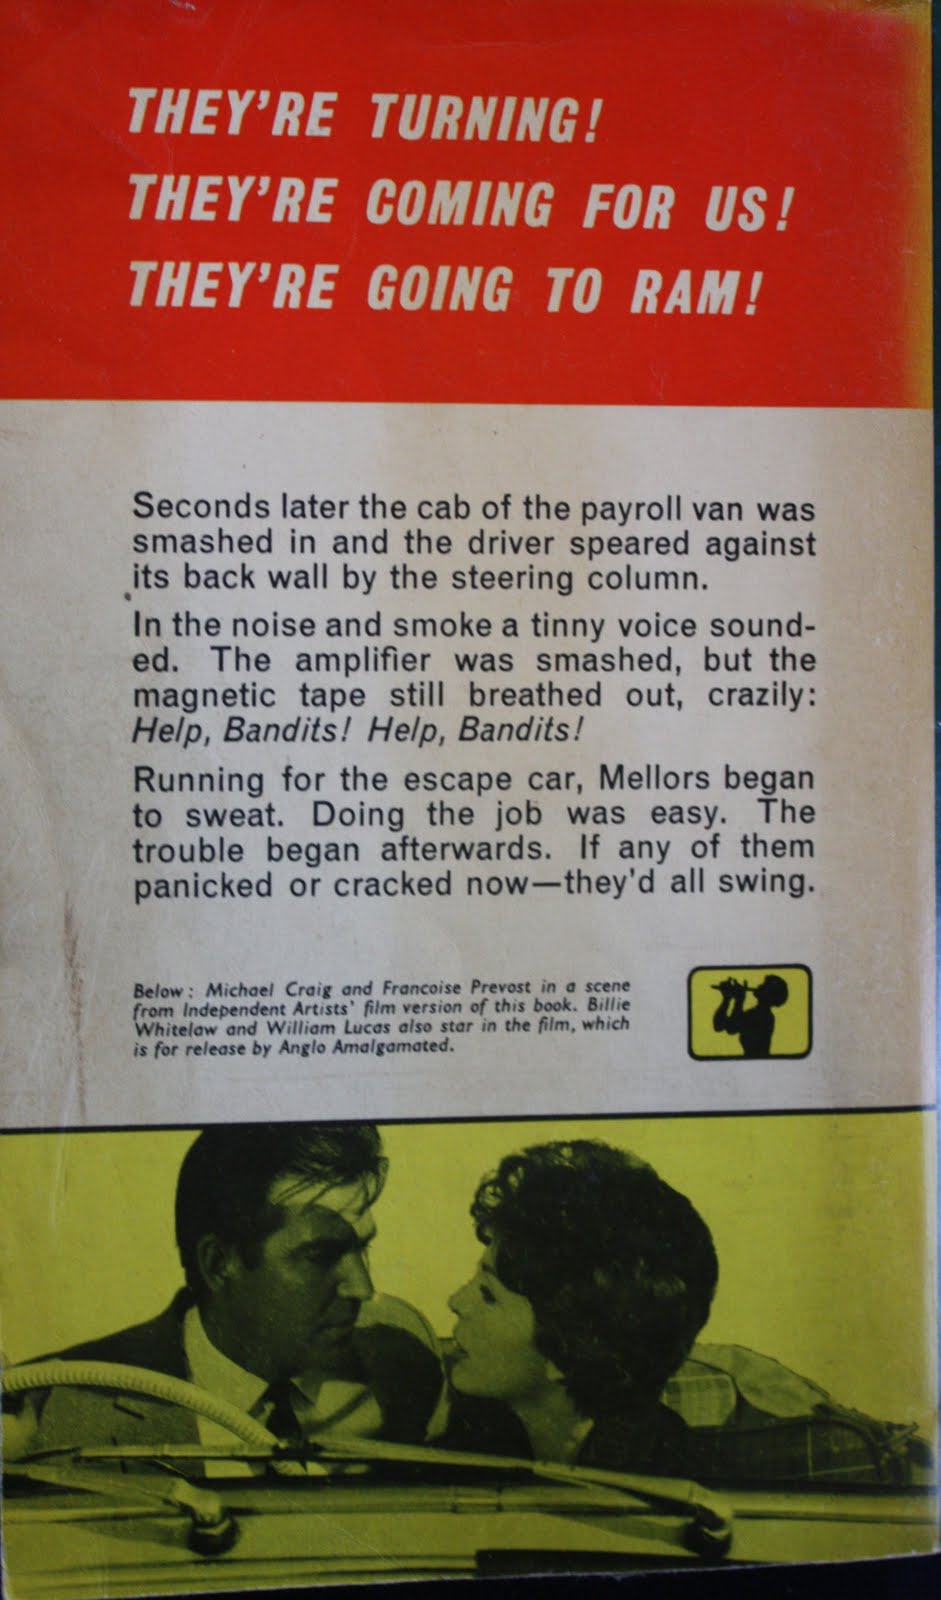 THEY'RE TURNING!
THEY'RE COMING FOR US!
THEY'RE GOING TO RAM!
Seconds later the cab of the payroll van was
smashed in and the driver speared against
its back wall by the steering column.
In the noise and smoke a tinny voice sound-
ed. The amplifier was smashed, but the
magnetic tape still breathed out, crazily:
Help, Bandits! Help, Bandits!
Running for the escape car, Mellors began
to sweat. Doing the job was easy. The
trouble began afterwards. If any of them
panicked or cracked now—they'd all swing.
Below: Michael Craig and Francoise Prevost in a scene
from Independent Artists' film version of this book. Billie
Whitelaw and William Lucas also star in the film, which
is for release by Anglo Amalgamated.